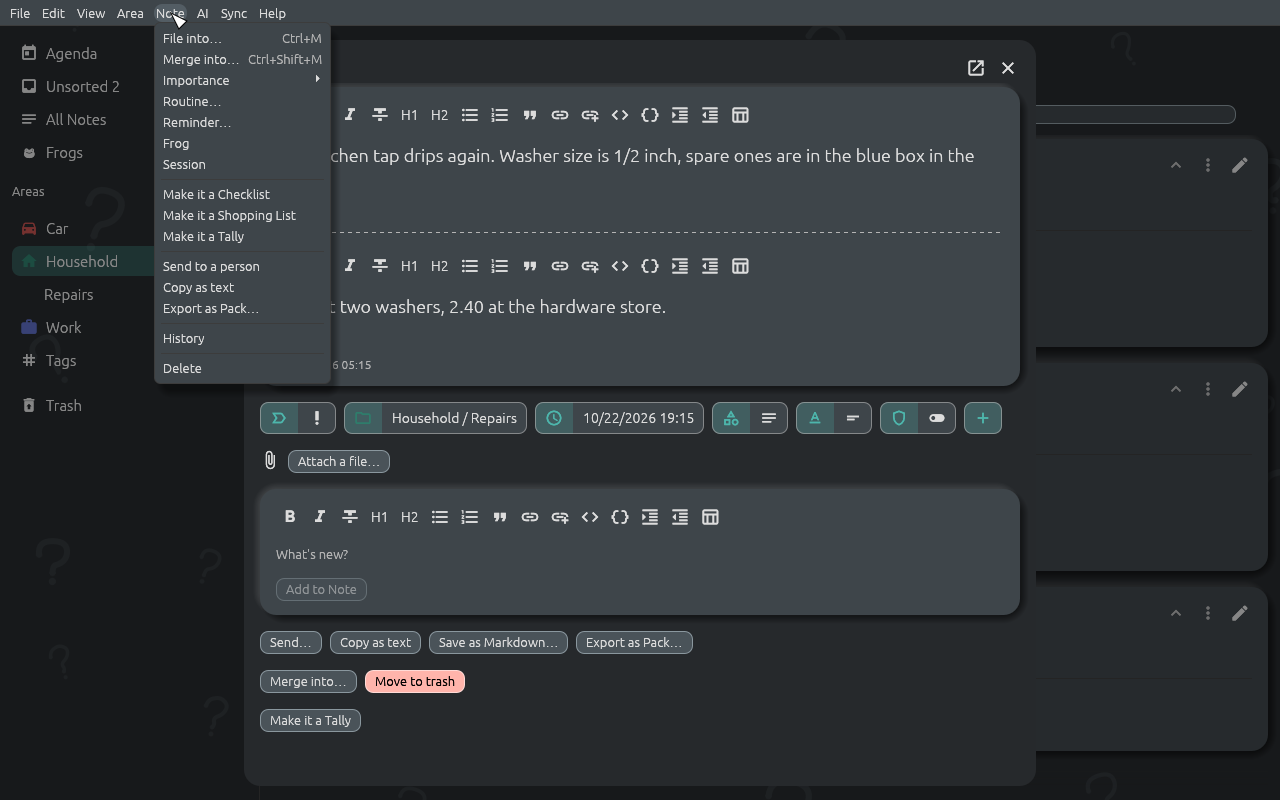 File Edit View Area Note AI Sync Help
Agenda
Unsorted 2
All Notes
Frogs
Areas
Car
Household
Repairs
Work
Tags
Trash
File into… Ctrl+M
Merge into… Ctrl+Shift+M
Importance
Routine…
Reminder…
Frog
Session
Make it a Checklist
Make it a Shopping List
Make it a Tally
Send to a person
Copy as text
Export as Pack…
History
Delete
H1 H2
tap drips again. Washer size is 1/2 inch, spare ones are in the blue box in the
H1 H2
two washers, 2.40 at the hardware store.
05:15
Household / Repairs
10/22/2026 19:15
Attach a file…
B I H1 H2
What's new?
Add to Note
Send… Copy as text Save as Markdown… Export as Pack…
Merge into… Move to trash
Make it a Tally